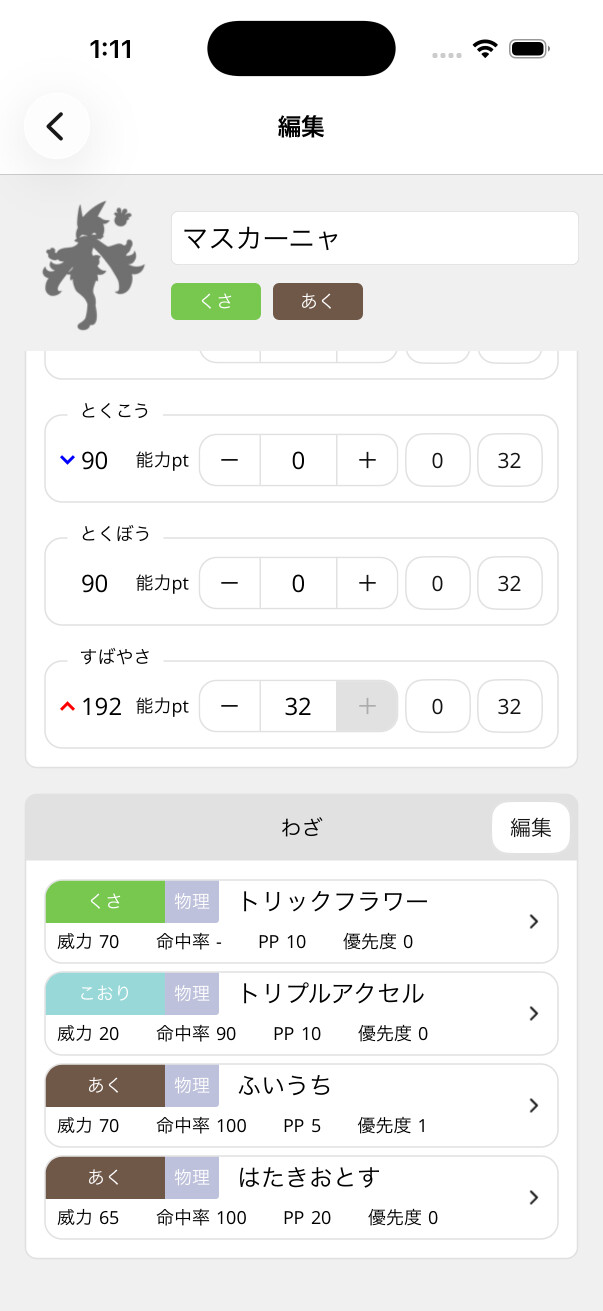 1:11
編集
マスカーニャ
くさ あく
とくこう
90 能力pt − 0 + 0 32
とくぼう
90 能力pt − 0 + 0 32
すばやさ
192 能力pt − 32 + 0 32
わざ 編集
くさ 物理 トリックフラワー
威力 70 命中率 - PP 10 優先度 0
こおり 物理 トリプルアクセル
威力 20 命中率 90 PP 10 優先度 0
あく 物理 ふいうち
威力 70 命中率 100 PP 5 優先度 1
あく 物理 はたきおとす
威力 65 命中率 100 PP 20 優先度 0